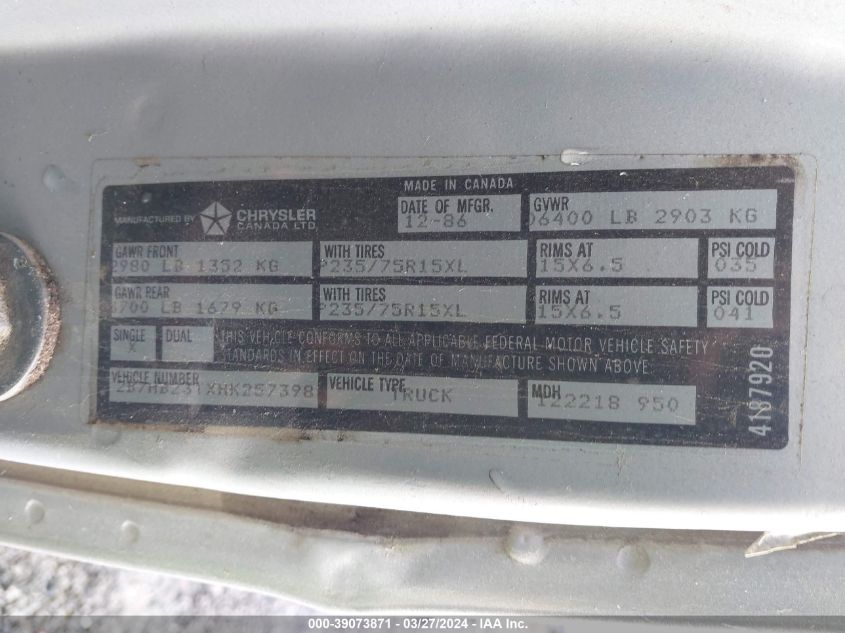 MADE IN CANADA
MANUFACTURED BY CHRYSLER CANADA LTD.
DATE OF MFGR. 12-86
GVWR 06400 LB 2903 KG
GAWR FRONT 2980 LB 1352 KG
WITH TIRES P235/75R15XL
RIMS AT 15X6.5
PSI COLD 035
GAWR REAR 3700 LB 1679 KG
WITH TIRES P235/75R15XL
RIMS AT 15X6.5
PSI COLD 041
SINGLE X DUAL
THIS VEHICLE CONFORMS TO ALL APPLICABLE FEDERAL MOTOR VEHICLE SAFETY
STANDARDS IN EFFECT ON THE DATE OF MANUFACTURE SHOWN ABOVE.
VEHICLE NUMBER 2B7HB23TXHK257398
VEHICLE TYPE TRUCK
MDH 122218 950
4187920
000-39073871 - 03/27/2024 - IAA, Inc.